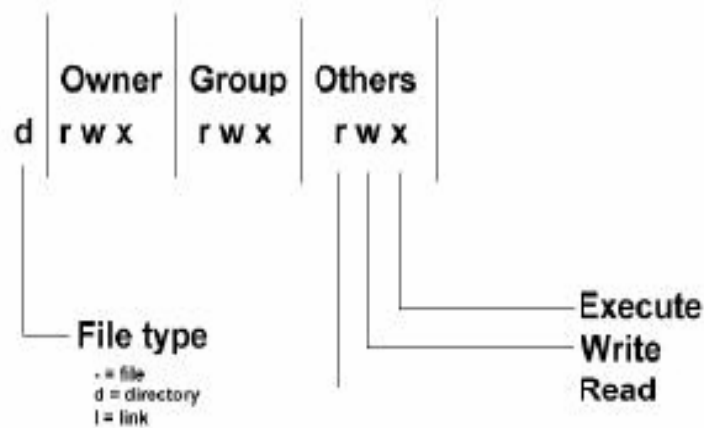 Owner Group Others
d r w x r w x r w x
Execute
File type Write
- = file Read
d = directory
l = link